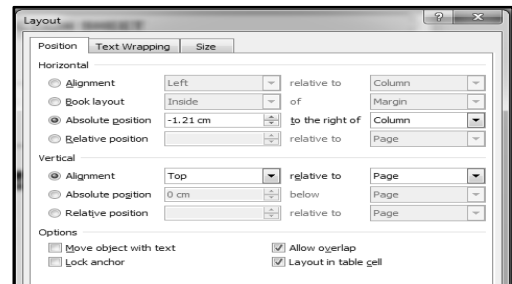 Layout
Position Text Wrapping Size
Horizontal
Alignment Left relative to Column
Book layout Inside of Margin
Absolute position -1.21 cm to the right of Column
Relative position relative to Page
Vertical
Alignment Top relative to Page
Absolute position 0 cm below Page
Relative position relative to Page
Options
Move object with text Allow overlap
Lock anchor Layout in table cell